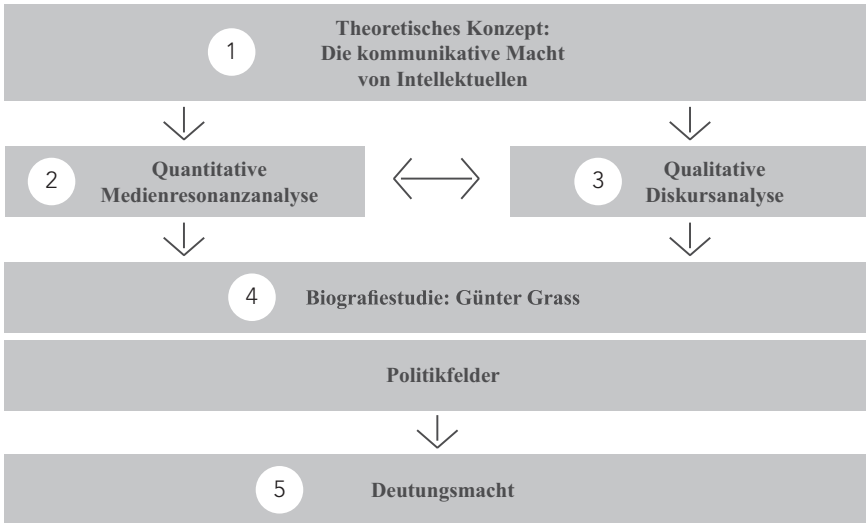 1
Theoretisches Konzept:
Die kommunikative Macht
von Intellektuellen
2
Quantitative
Medienresonanzanalyse
3
Qualitative
Diskursanalyse
4
Biografiestudie: Günter Grass
Politikfelder
5
Deutungsmacht